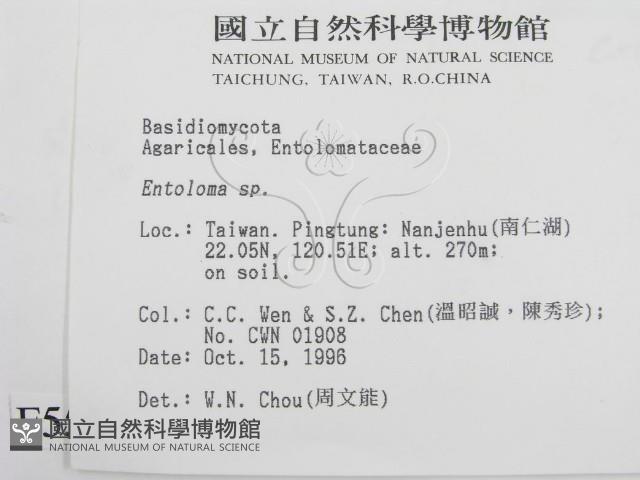 國立自然科學博物館
NATIONAL MUSEUM OF NATURAL SCIENCE
TAICHUNG, TAIWAN, R.O.CHINA
Basidiomycota
Agaricales, Entolomataceae
Entoloma sp.
Loc.: Taiwan. Pingtung: Nanjenhu(南仁湖)
22.05N, 120.51E; alt. 270m;
on soil.
Col.: C.C. Wen & S.Z. Chen(溫昭誠,陳秀珍);
No. CWN 01908
Date: Oct. 15, 1996
Det.: W.N. Chou(周文能)
國立自然科學博物館
NATIONAL MUSEUM OF NATURAL SCIENCE